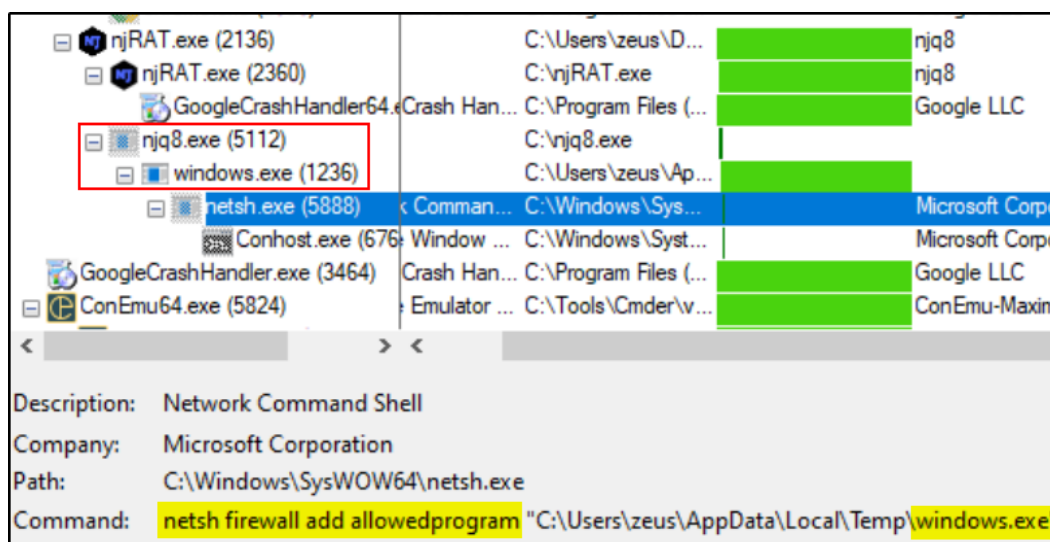 njRAT.exe (2136) C:\Users\zeus\D... njq8
njRAT.exe (2360) C:\njRAT.exe njq8
GoogleCrashHandler64.e Crash Han... C:\Program Files (... Google LLC
njq8.exe (5112) C:\njq8.exe
windows.exe (1236) C:\Users\zeus\Ap...
netsh.exe (5888) k Comman... C:\Windows\Sys... Microsoft Corp
Conhost.exe (676 Window ... C:\Windows\Syst... Microsoft Corp
GoogleCrashHandler.exe (3464) Crash Han... C:\Program Files (... Google LLC
ConEmu64.exe (5824) Emulator ... C:\Tools\Cmder\v... ConEmu-Maxim
Description: Network Command Shell
Company: Microsoft Corporation
Path: C:\Windows\SysWOW64\netsh.exe
Command: netsh firewall add allowedprogram "C:\Users\zeus\AppData\Local\Temp\windows.exe